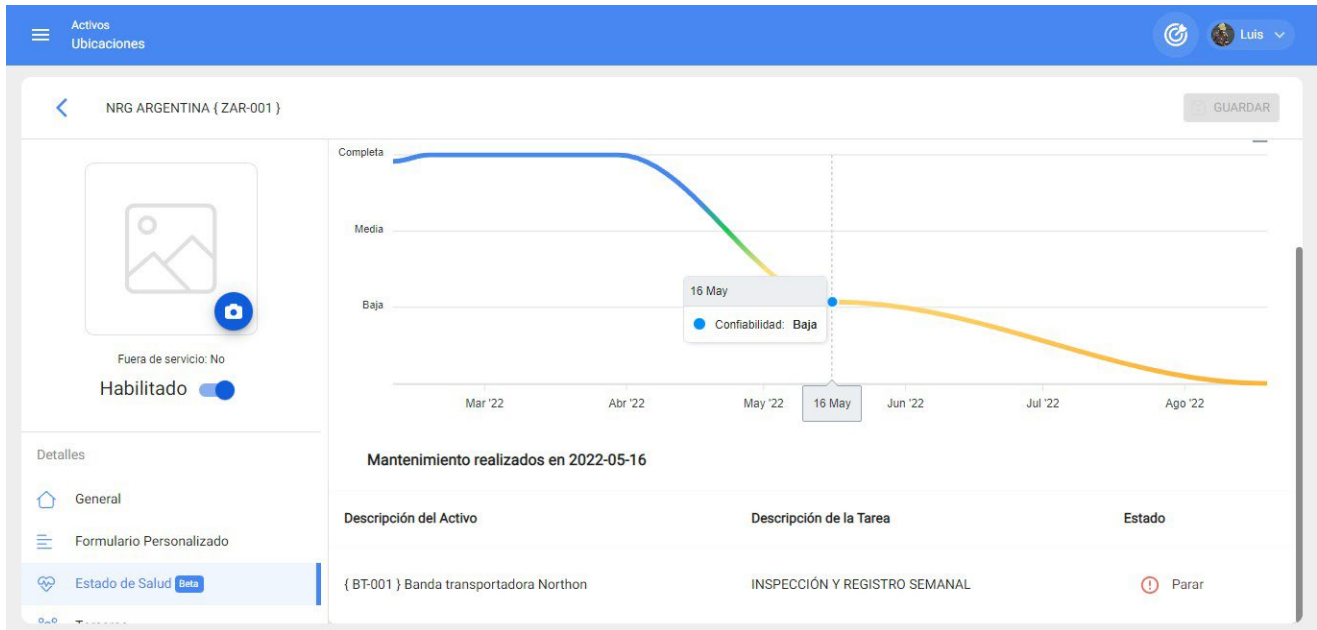 Activos
Ubicaciones
Luis
NRG ARGENTINA { ZAR-001 }
GUARDAR
Fuera de servicio: No
Habilitado
Detalles
General
Formulario Personalizado
Estado de Salud Beta
Completa
Media
Baja
16 May
Confiabilidad: Baja
Mar '22
Abr '22
May '22
16 May
Jun '22
Jul '22
Ago '22
Mantenimiento realizados en 2022-05-16
Descripción del Activo
Descripción de la Tarea
Estado
{ BT-001 } Banda transportadora Northon
INSPECCIÓN Y REGISTRO SEMANAL
Parar